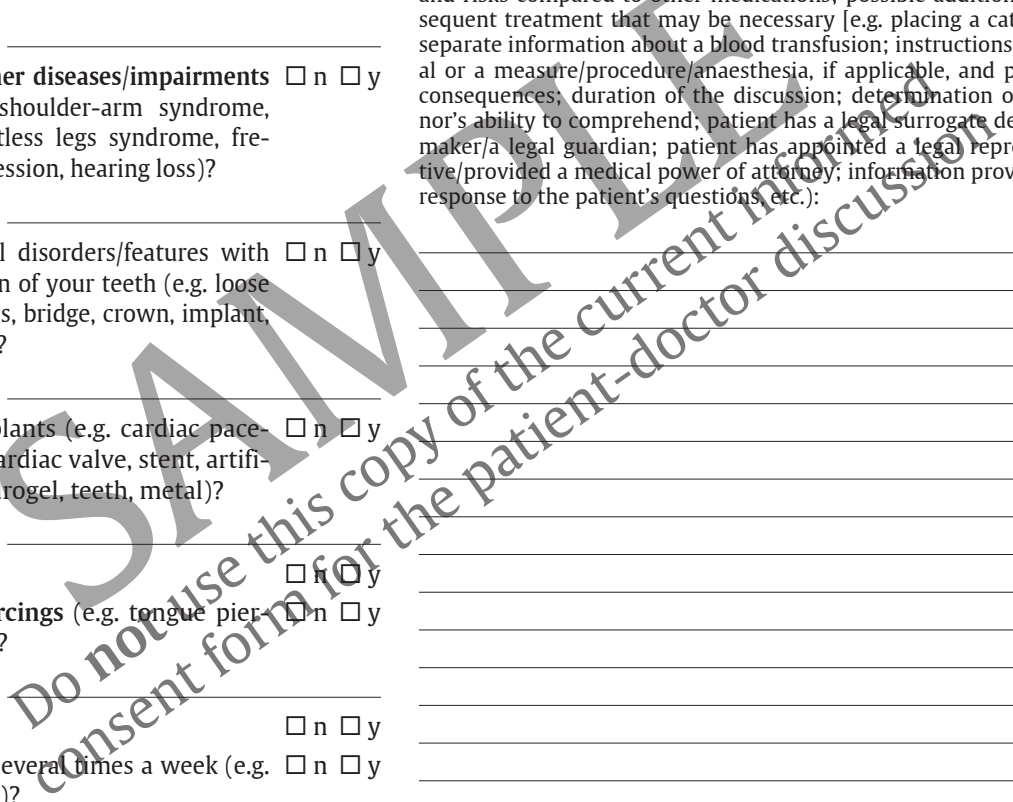 her diseases/impairments ☐ n ☐ y
shoulder-arm syndrome,
tless legs syndrome, fre-
ession, hearing loss)?
l disorders/features with ☐ n ☐ y
n of your teeth (e.g. loose
s, bridge, crown, implant,
?
plants (e.g. cardiac pace- ☐ n ☐ y
ardiac valve, stent, artifi-
drogel, teeth, metal)?
☐ n ☐ y
rcings (e.g. tongue pier- ☐ n ☐ y
?
☐ n ☐ y
everal times a week (e.g. ☐ n ☐ y
)?
and risks compared to other medications; possible addition
sequent treatment that may be necessary [e.g. placing a cat
separate information about a blood transfusion; instructions
al or a measure/procedure/anaesthesia, if applicable, and p
consequences; duration of the discussion; determination o
nor's ability to comprehend; patient has a legal surrogate de
maker/a legal guardian; patient has appointed a legal repre
tive/provided a medical power of attorney; information prov
response to the patient's questions, etc.):
SAMPLE
Do not use this copy of the current informed
consent form for the patient-doctor discussion